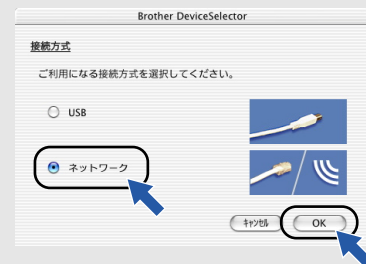 Brother DeviceSelector
接続方式
ご利用になる接続方式を選択してください。
USB
ネットワーク
キャンセル
OK